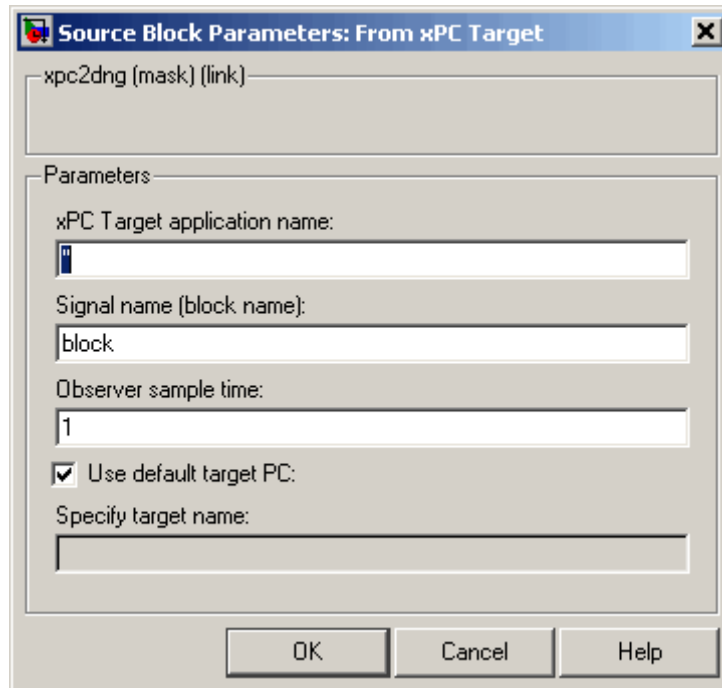 Source Block Parameters: From xPC Target
xpc2dng (mask) (link)
Parameters
xPC Target application name:
''
Signal name (block name):
block
Observer sample time:
1
Use default target PC:
Specify target name:
OK Cancel Help